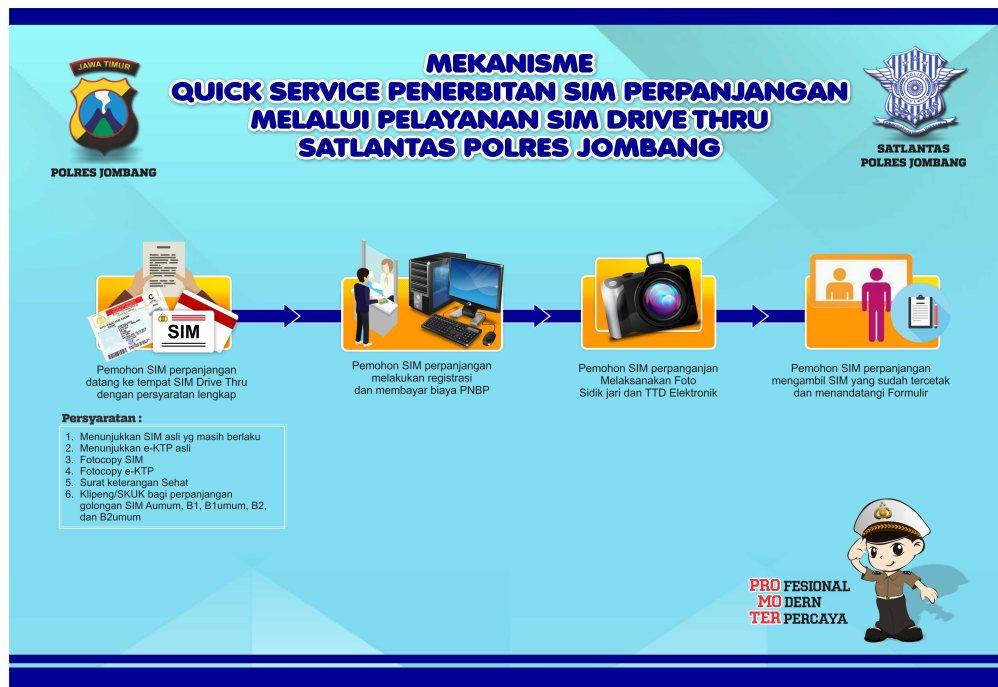 JAWA TIMUR
POLRES JOMBANG
MEKANISME
QUICK SERVICE PENERBITAN SIM PERPANJANGAN
MELALUI PELAYANAN SIM DRIVE THRU
SATLANTAS POLRES JOMBANG
SATLANTAS
POLRES JOMBANG
C
SIM
Pemohon SIM perpanjangan
datang ke tempat SIM Drive Thru
dengan persyaratan lengkap
Pemohon SIM perpanjangan
melakukan registrasi
dan membayar biaya PNBP
Pemohon SIM perpanganjan
Melaksanakan Foto
Sidik jari dan TTD Elektronik
Pemohon SIM perpanjangan
mengambil SIM yang sudah tercetak
dan menandatangi Formulir
Persyaratan :
1. Menunjukkan SIM asli yg masih berlaku
2. Menunjukkan e-KTP asli
3. Fotocopy SIM
4. Fotocopy e-KTP
5. Surat keterangan Sehat
6. Klipeng/SKUK bagi perpanjangan
golongan SIM Aumum, B1, B1umum, B2,
dan B2umum
PRO FESIONAL
MO DERN
TER PERCAYA